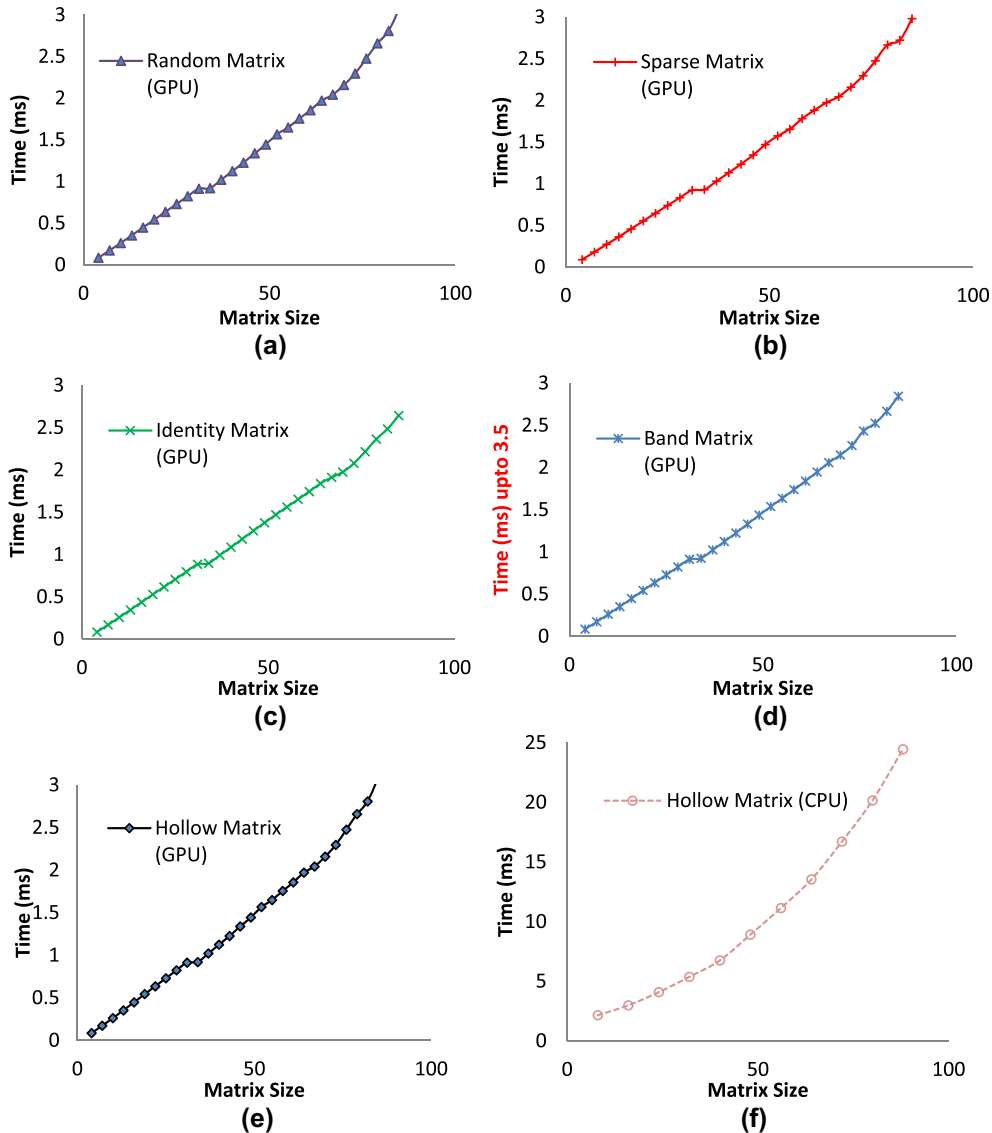 3
2.5
2
1.5
1
0.5
0
Time (ms)
Random Matrix
(GPU)
0
50
100
Matrix Size
(a)
3
2.5
2
1.5
1
0.5
0
Time (ms)
Sparse Matrix
(GPU)
0
50
100
Matrix Size
(b)
3
2.5
2
1.5
1
0.5
0
Time (ms)
Identity Matrix
(GPU)
0
50
100
Matrix Size
(c)
3
2.5
2
1.5
1
0.5
0
Time (ms) upto 3.5
Band Matrix
(GPU)
0
50
100
Matrix Size
(d)
3
2.5
2
1.5
1
0.5
0
Time (ms)
Hollow Matrix
(GPU)
0
50
100
Matrix Size
(e)
25
20
15
10
5
0
Time (ms)
Hollow Matrix (CPU)
0
50
100
Matrix Size
(f)